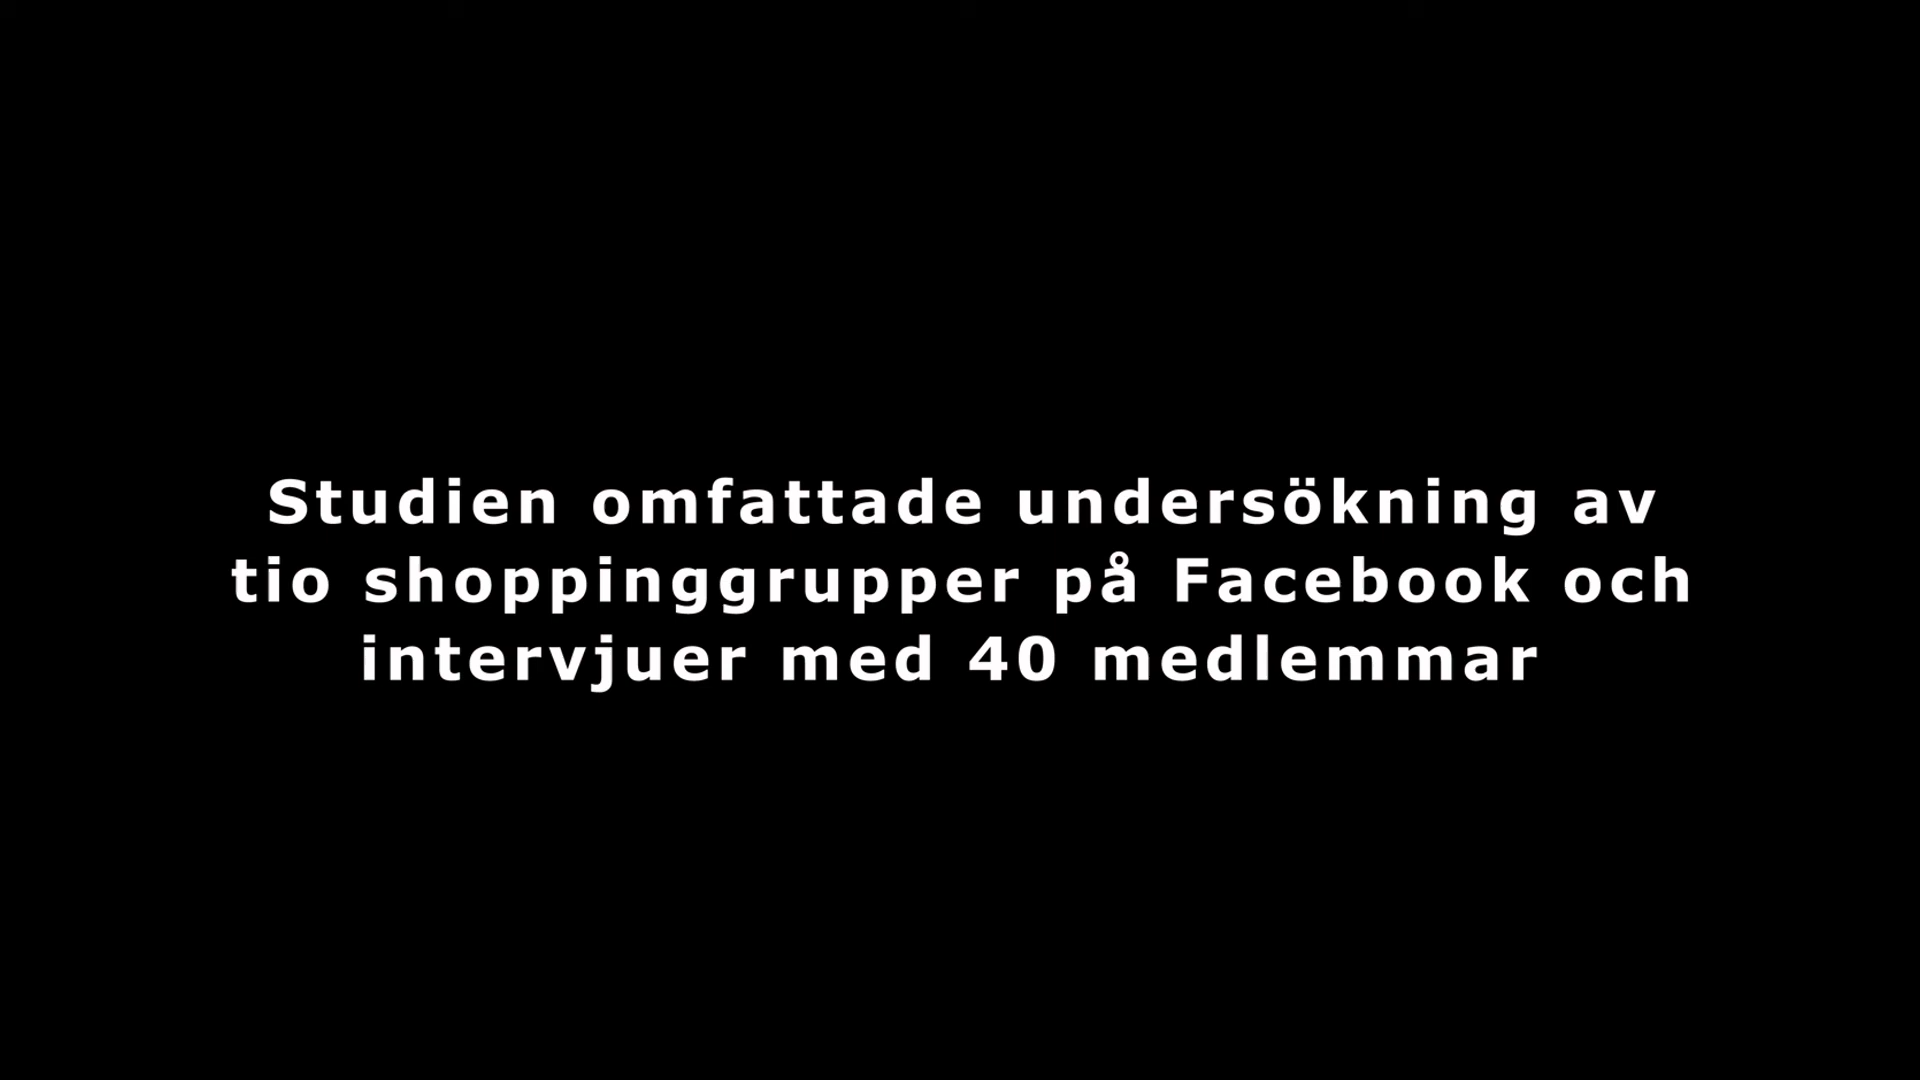 Studien omfattade undersökning av
tio shoppinggrupper på Facebook och
intervjuer med 40 medlemmar